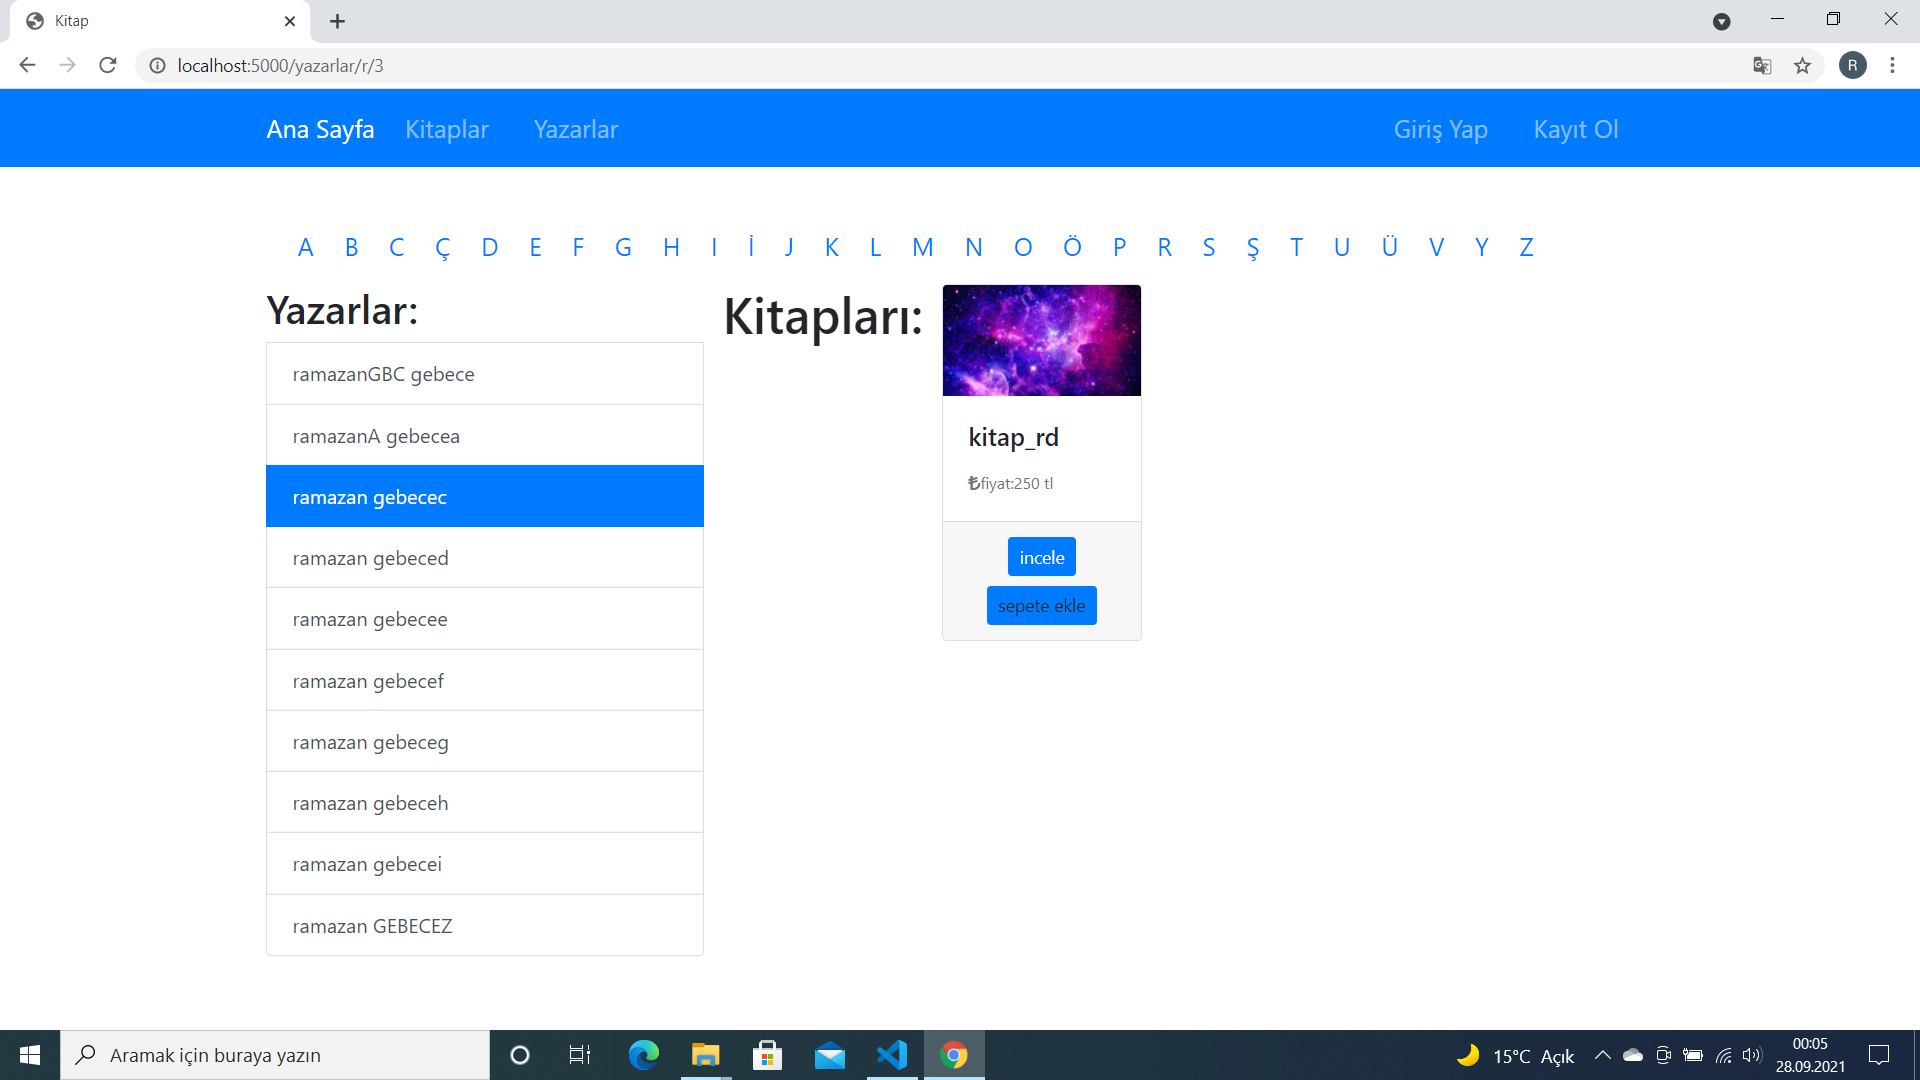 Kitap
localhost:5000/yazarlar/r/3
R
Ana Sayfa Kitaplar Yazarlar Giriş Yap Kayıt Ol
A B C Ç D E F G H I İ J K L M N O Ö P R S Ş T U Ü V Y Z
Yazarlar:
ramazanGBC gebece
ramazanA gebecea
ramazan gebecec
ramazan gebeced
ramazan gebecee
ramazan gebecef
ramazan gebeceg
ramazan gebeceh
ramazan gebecei
ramazan GEBECEZ
Kitapları:
kitap_rd
₺fiyat:250 tl
incele
sepete ekle
Aramak için buraya yazın
15°C Açık
00:05
28.09.2021